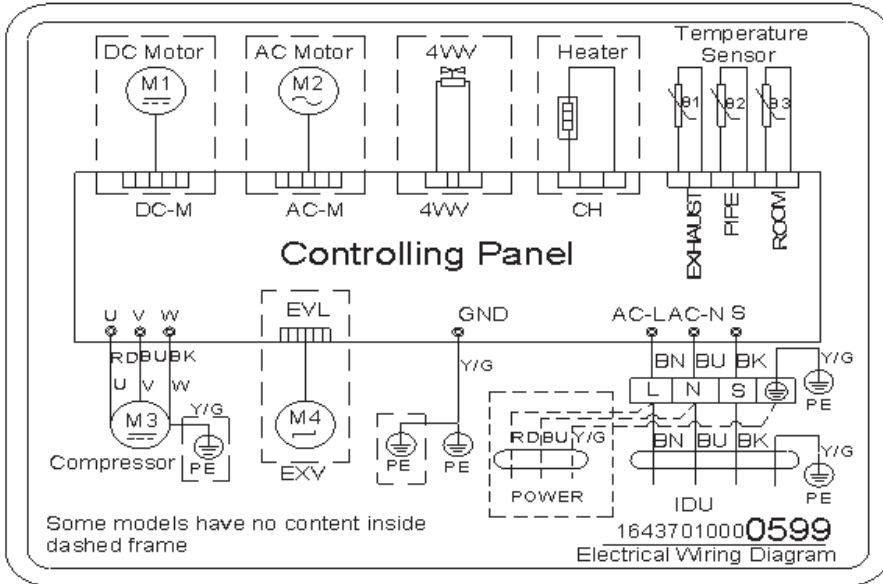 DC Motor AC Motor 4WV Heater Temperature Sensor
M1 M2 θ1 θ2 θ3
DC-M AC-M 4WV CH EXHAUST PIPE ROOM
Controlling Panel
U V W EVL GND AC-L AC-N S
RD BU BK Y/G BN BU BK Y/G
U V W L N S PE
M3 Y/G M4
Compressor PE EXV PE PE
RD BU Y/G BN BU BK Y/G
POWER IDU PE
Some models have no content inside
dashed frame
16437010000599
Electrical Wiring Diagram